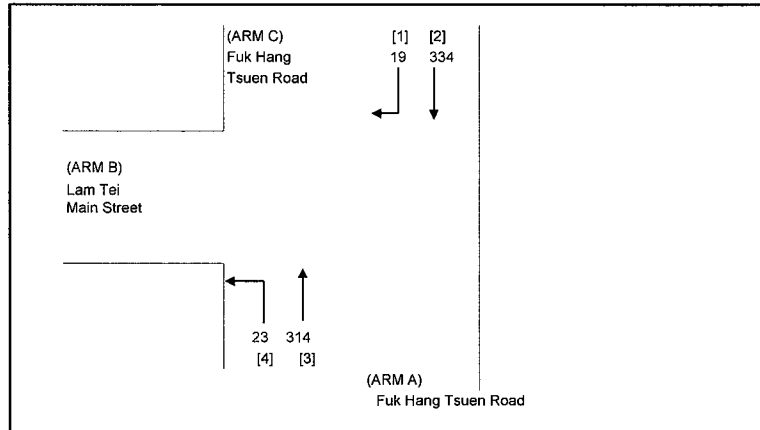 (ARM C)
Fuk Hang
Tsuen Road
[1] [2]
19 334
(ARM B)
Lam Tei
Main Street
23 314
[4] [3]
(ARM A)
Fuk Hang Tsuen Road